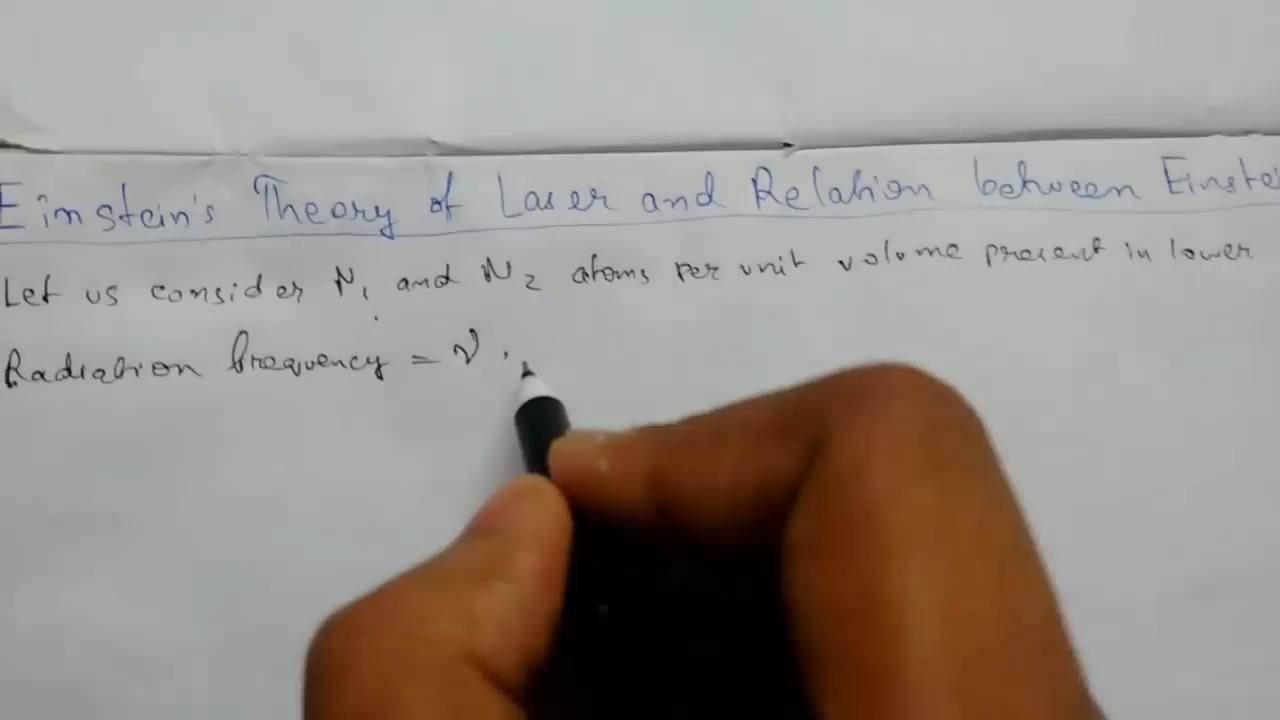 Einstein's Theory of Laser and Relation between Einste
Let us consider N₁ and N₂ atoms per unit volume present in lower
Radiation frequency = ν